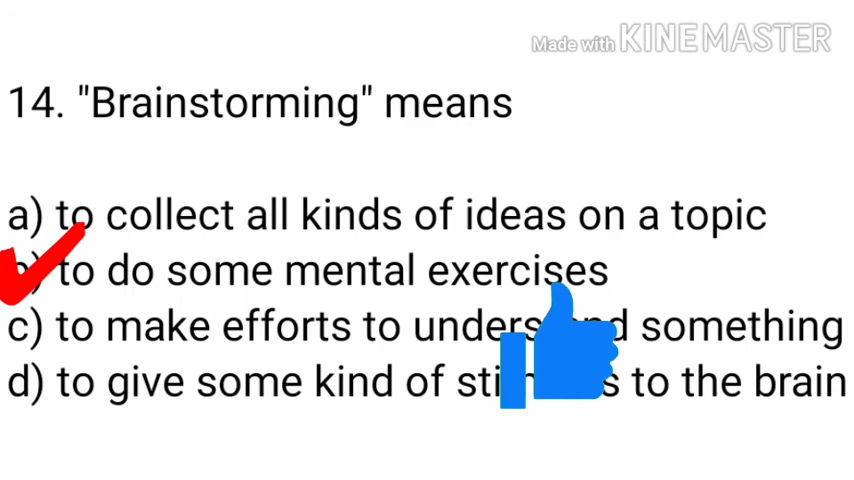 Made with KINEMASTER
14. "Brainstorming" means
a) to collect all kinds of ideas on a topic
to do some mental exercises
c) to make efforts to understand something
d) to give some kind of to the brain